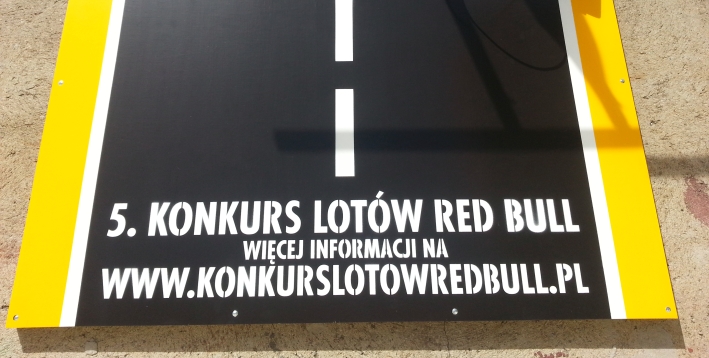 5. KONKURS LOTÓW RED BULL
WIĘCEJ INFORMACJI NA
WWW.KONKURSLOTOWREDBULL.PL